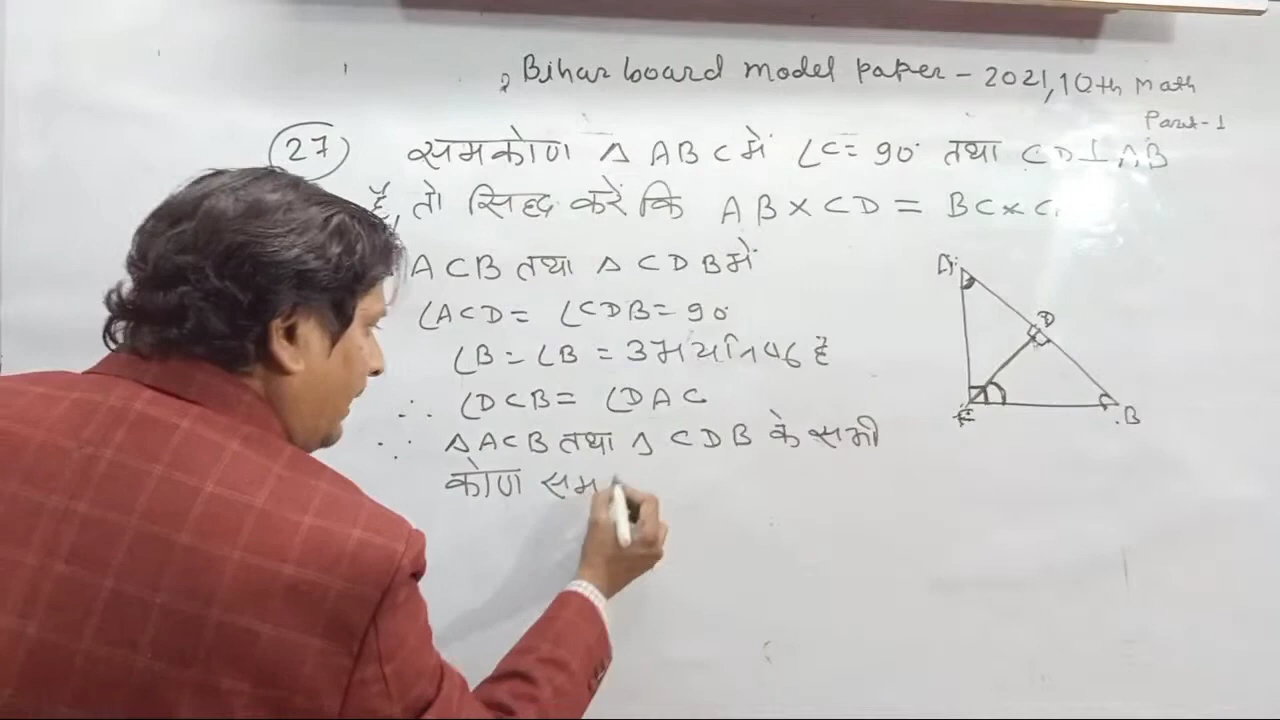 Bihar board model paper - 2021, 10th Math
Part-1
27 समकोण △ ABC में ∠C = 90° तथा CD⊥AB
है, तो सिद्ध करें कि AB×CD = BC×C
ACB तथा △ CDB में
∠ACD = ∠CDB = 90°
∠B = ∠B = उभयनिष्ठ है
∴ ∠DCB = ∠DAC
∴ △ACB तथा △ CDB के सभी
कोण सम
A
D
C
B